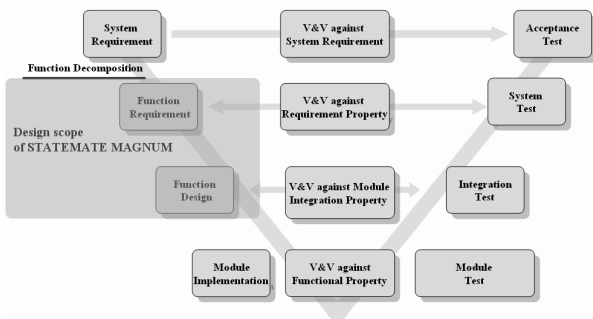 System
Requirement
V&V against
System Requirement
Acceptance
Test
Function Decomposition
Function
Requirement
V&V against
Requirement Property
System
Test
Design scope
of STATEMATE MAGNUM
Function
Design
V&V against Module
Integration Property
Integration
Test
Module
Implementation
V&V against
Functional Property
Module
Test